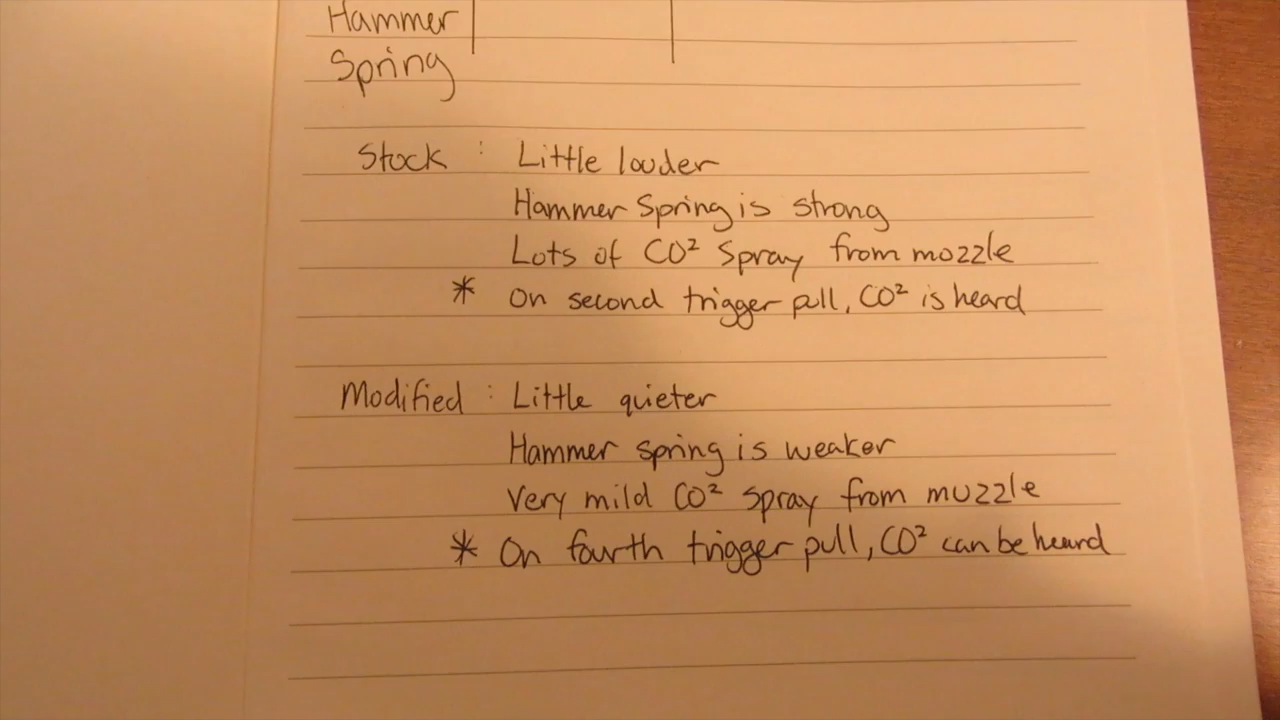 Hammer
Spring
Stock : Little louder
Hammer Spring is strong
Lots of CO² Spray from mozzle
* On second trigger pull, CO² is heard
Modified : Little quieter
Hammer spring is weaker
Very mild CO² spray from muzzle
* On fourth trigger pull, CO² can be heard